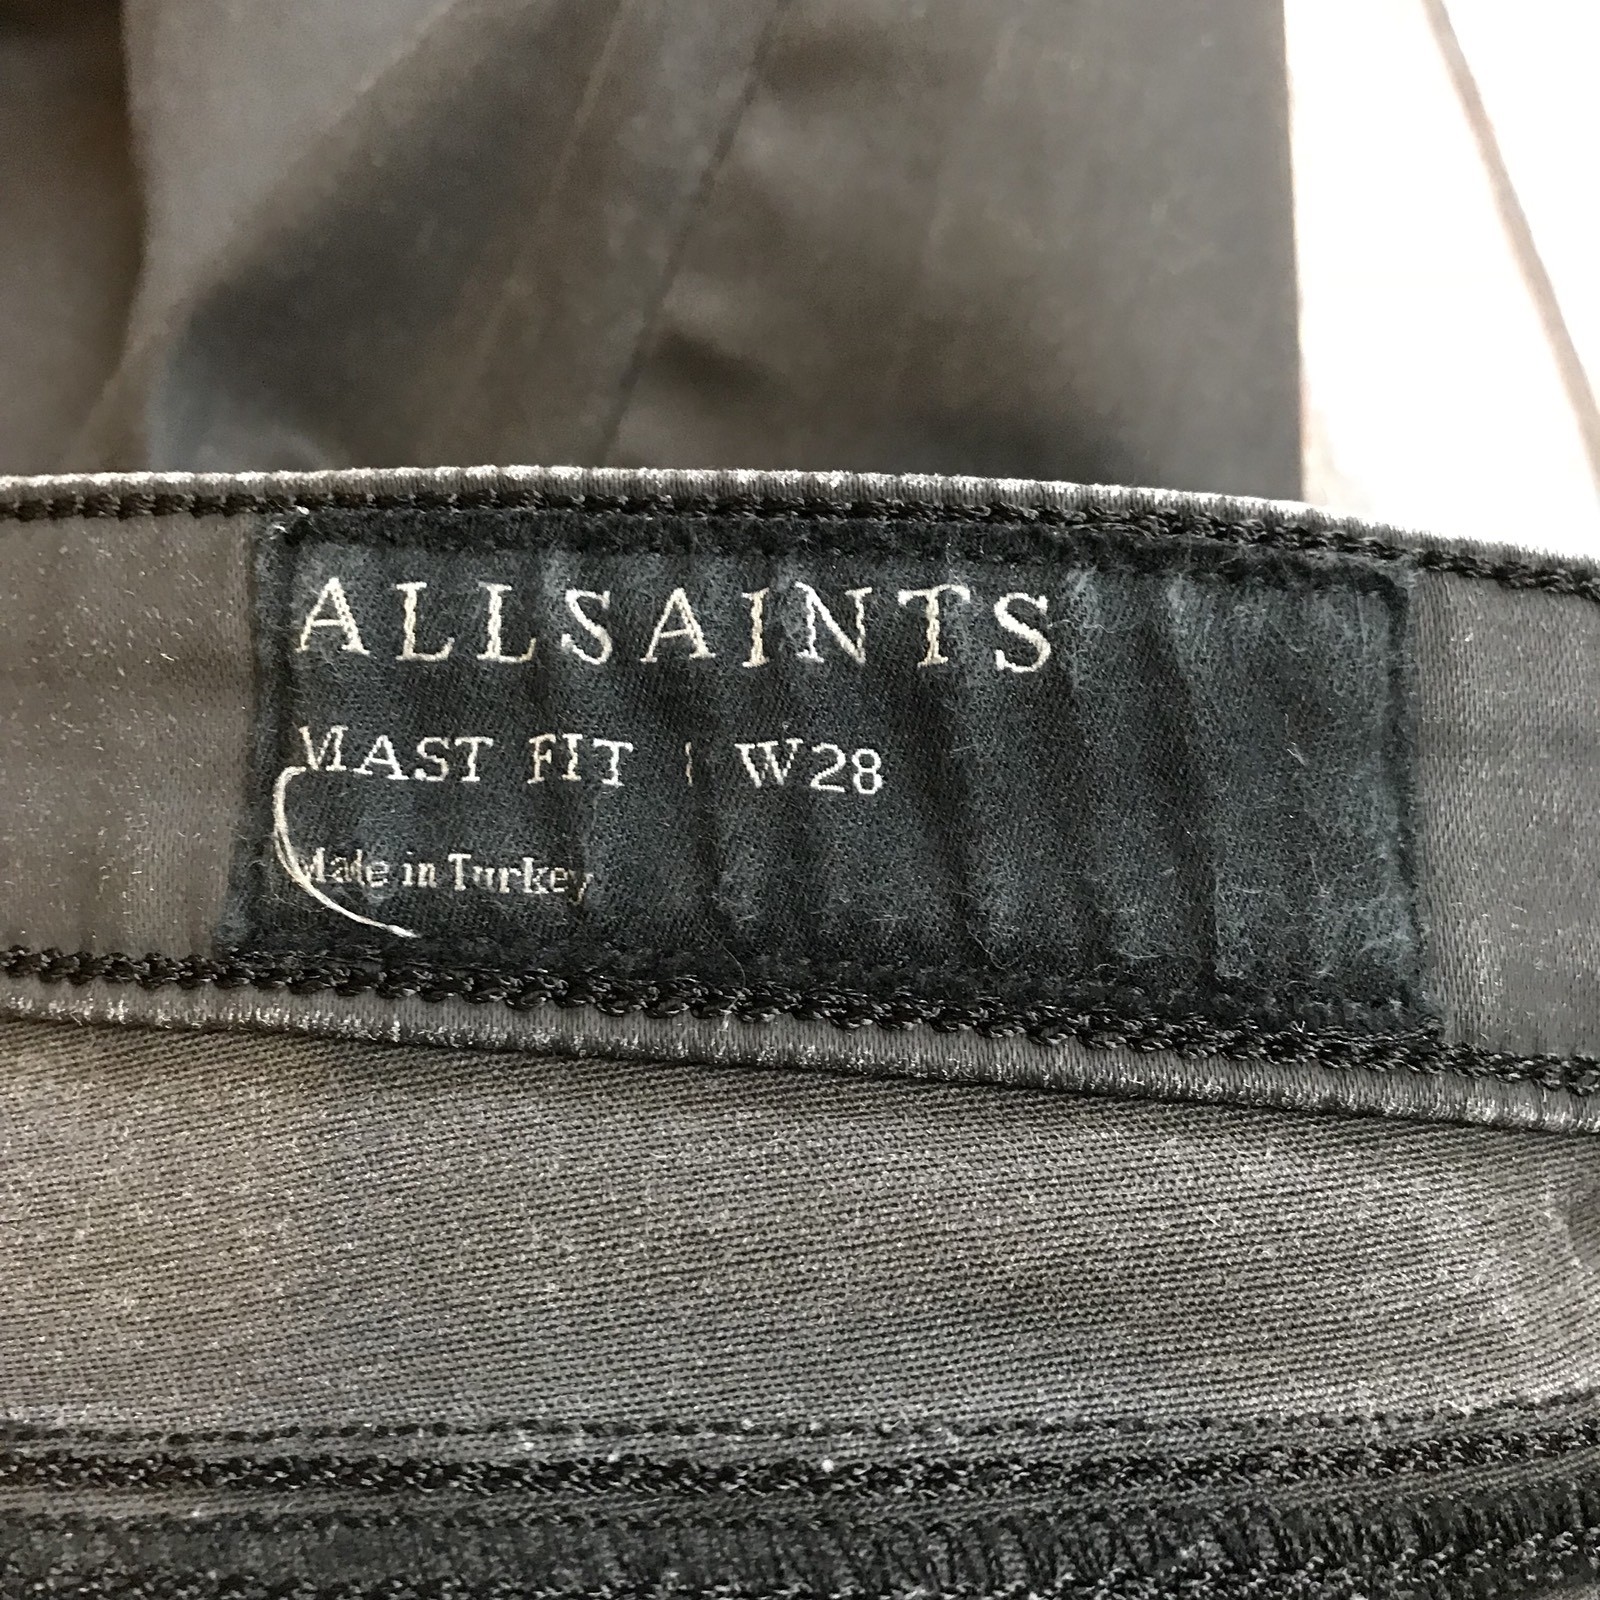 ALLSAINTS
MAST FIT | W28
Made in Turkey